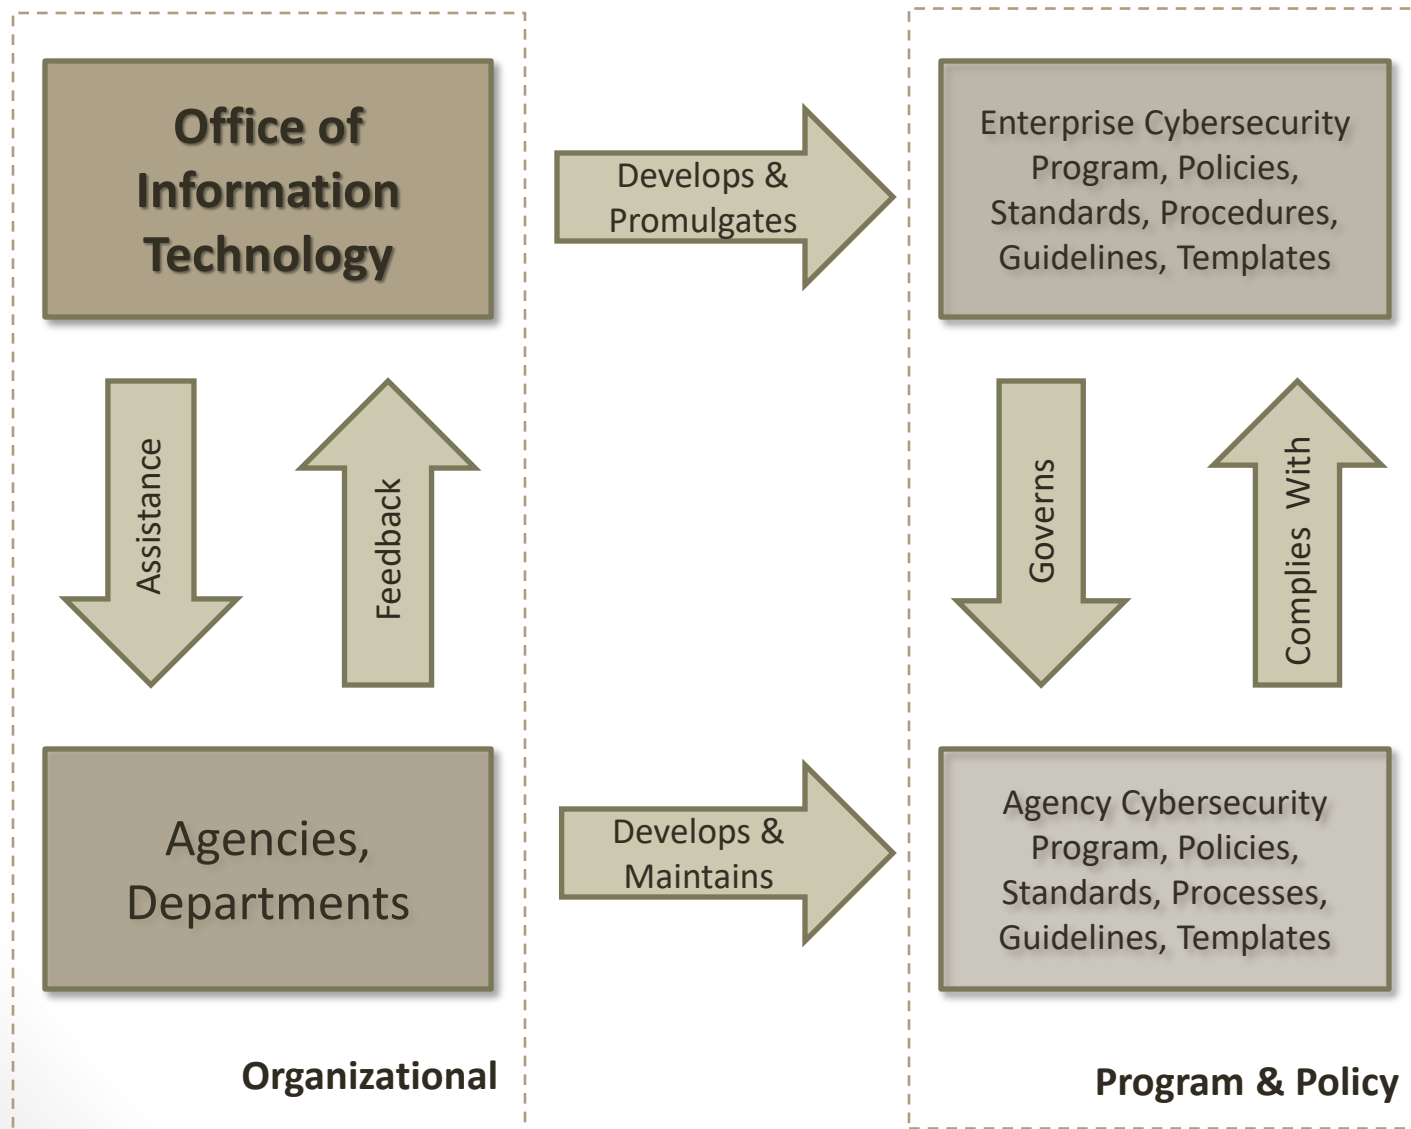 Office of
Information
Technology
Develops &
Promulgates
Enterprise Cybersecurity
Program, Policies,
Standards, Procedures,
Guidelines, Templates
Assistance
Feedback
Governs
Complies With
Agencies,
Departments
Develops &
Maintains
Agency Cybersecurity
Program, Policies,
Standards, Processes,
Guidelines, Templates
Organizational
Program & Policy